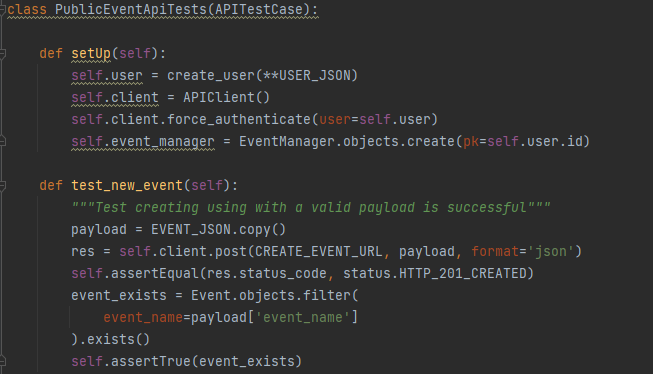 class PublicEventApiTests(APITestCase):
    def setUp(self):
        self.user = create_user(**USER_JSON)
        self.client = APIClient()
        self.client.force_authenticate(user=self.user)
        self.event_manager = EventManager.objects.create(pk=self.user.id)
    def test_new_event(self):
        """Test creating using with a valid payload is successful"""
        payload = EVENT_JSON.copy()
        res = self.client.post(CREATE_EVENT_URL, payload, format='json')
        self.assertEqual(res.status_code, status.HTTP_201_CREATED)
        event_exists = Event.objects.filter(
            event_name=payload['event_name']
        ).exists()
        self.assertTrue(event_exists)